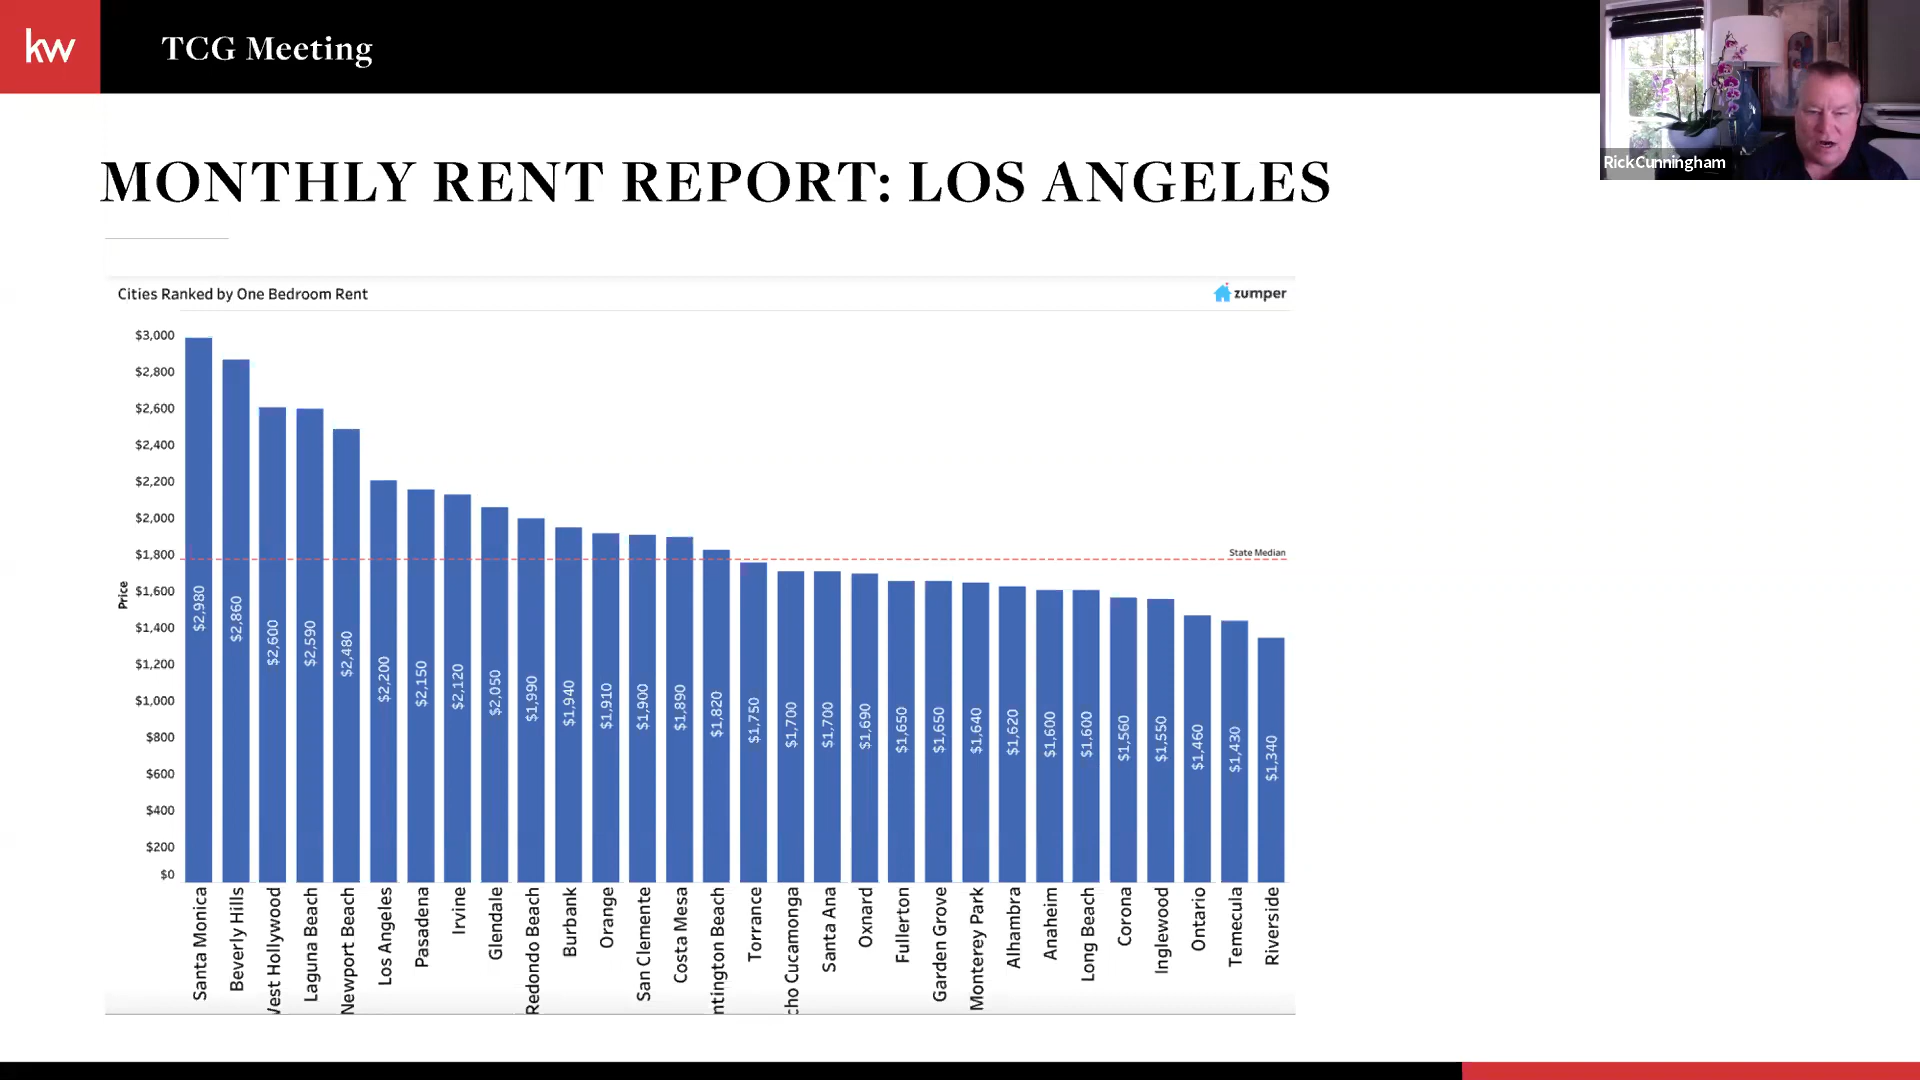 kw
TCG Meeting
RickCunningham
MONTHLY RENT REPORT: LOS ANGELES
Cities Ranked by One Bedroom Rent
zumper
$3,000
$2,800
$2,600
$2,400
$2,200
$2,000
$1,800
$1,600
$1,400
$1,200
$1,000
$800
$600
$400
$200
$0
Price
State Median
$2,980
$2,860
$2,600
$2,590
$2,480
$2,200
$2,150
$2,120
$2,050
$1,990
$1,940
$1,910
$1,900
$1,890
$1,820
$1,750
$1,700
$1,700
$1,690
$1,650
$1,650
$1,640
$1,620
$1,600
$1,600
$1,560
$1,550
$1,460
$1,430
$1,340
Santa Monica
Beverly Hills
West Hollywood
Laguna Beach
Newport Beach
Los Angeles
Pasadena
Irvine
Glendale
Redondo Beach
Burbank
Orange
San Clemente
Costa Mesa
ntington Beach
Torrance
cho Cucamonga
Santa Ana
Oxnard
Fullerton
Garden Grove
Monterey Park
Alhambra
Anaheim
Long Beach
Corona
Inglewood
Ontario
Temecula
Riverside